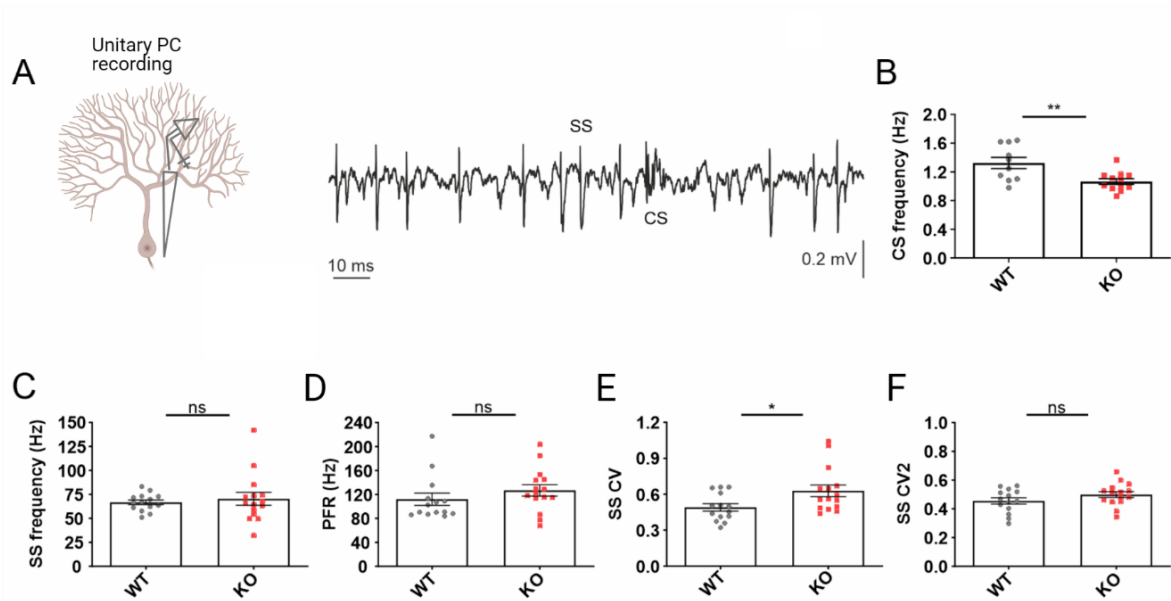 A
Unitary PC
recording
SS
CS
10 ms
0.2 mV
B
CS frequency (Hz)
**
2.0
1.6
1.2
0.8
0.4
0.0
WT
KO
C
SS frequency (Hz)
ns
150
125
100
75
50
25
0
WT
KO
D
PFR (Hz)
ns
240
200
160
120
80
40
0
WT
KO
E
SS CV
*
1.2
0.9
0.6
0.3
0.0
WT
KO
F
SS CV2
ns
1.0
0.8
0.6
0.4
0.2
0.0
WT
KO